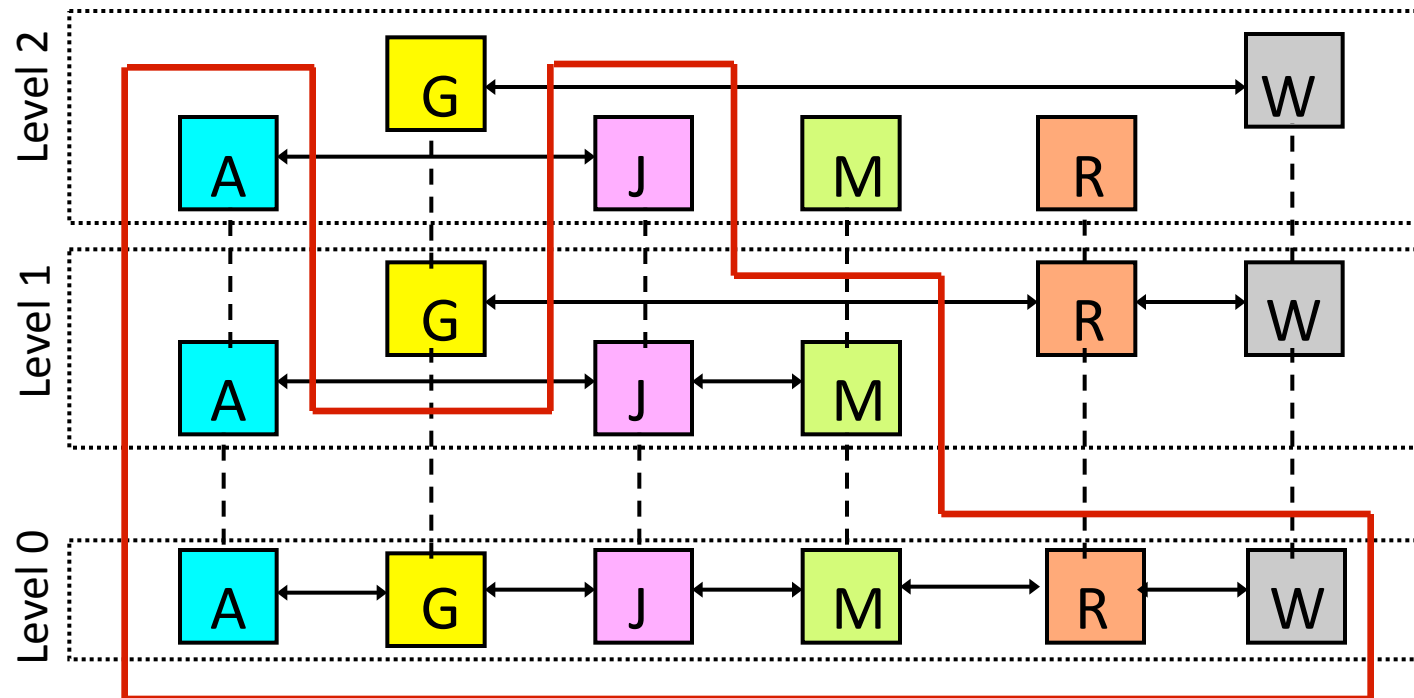 Level 2
G W
A J M R
Level 1
G R W
A J M
Level 0
A G J M R W